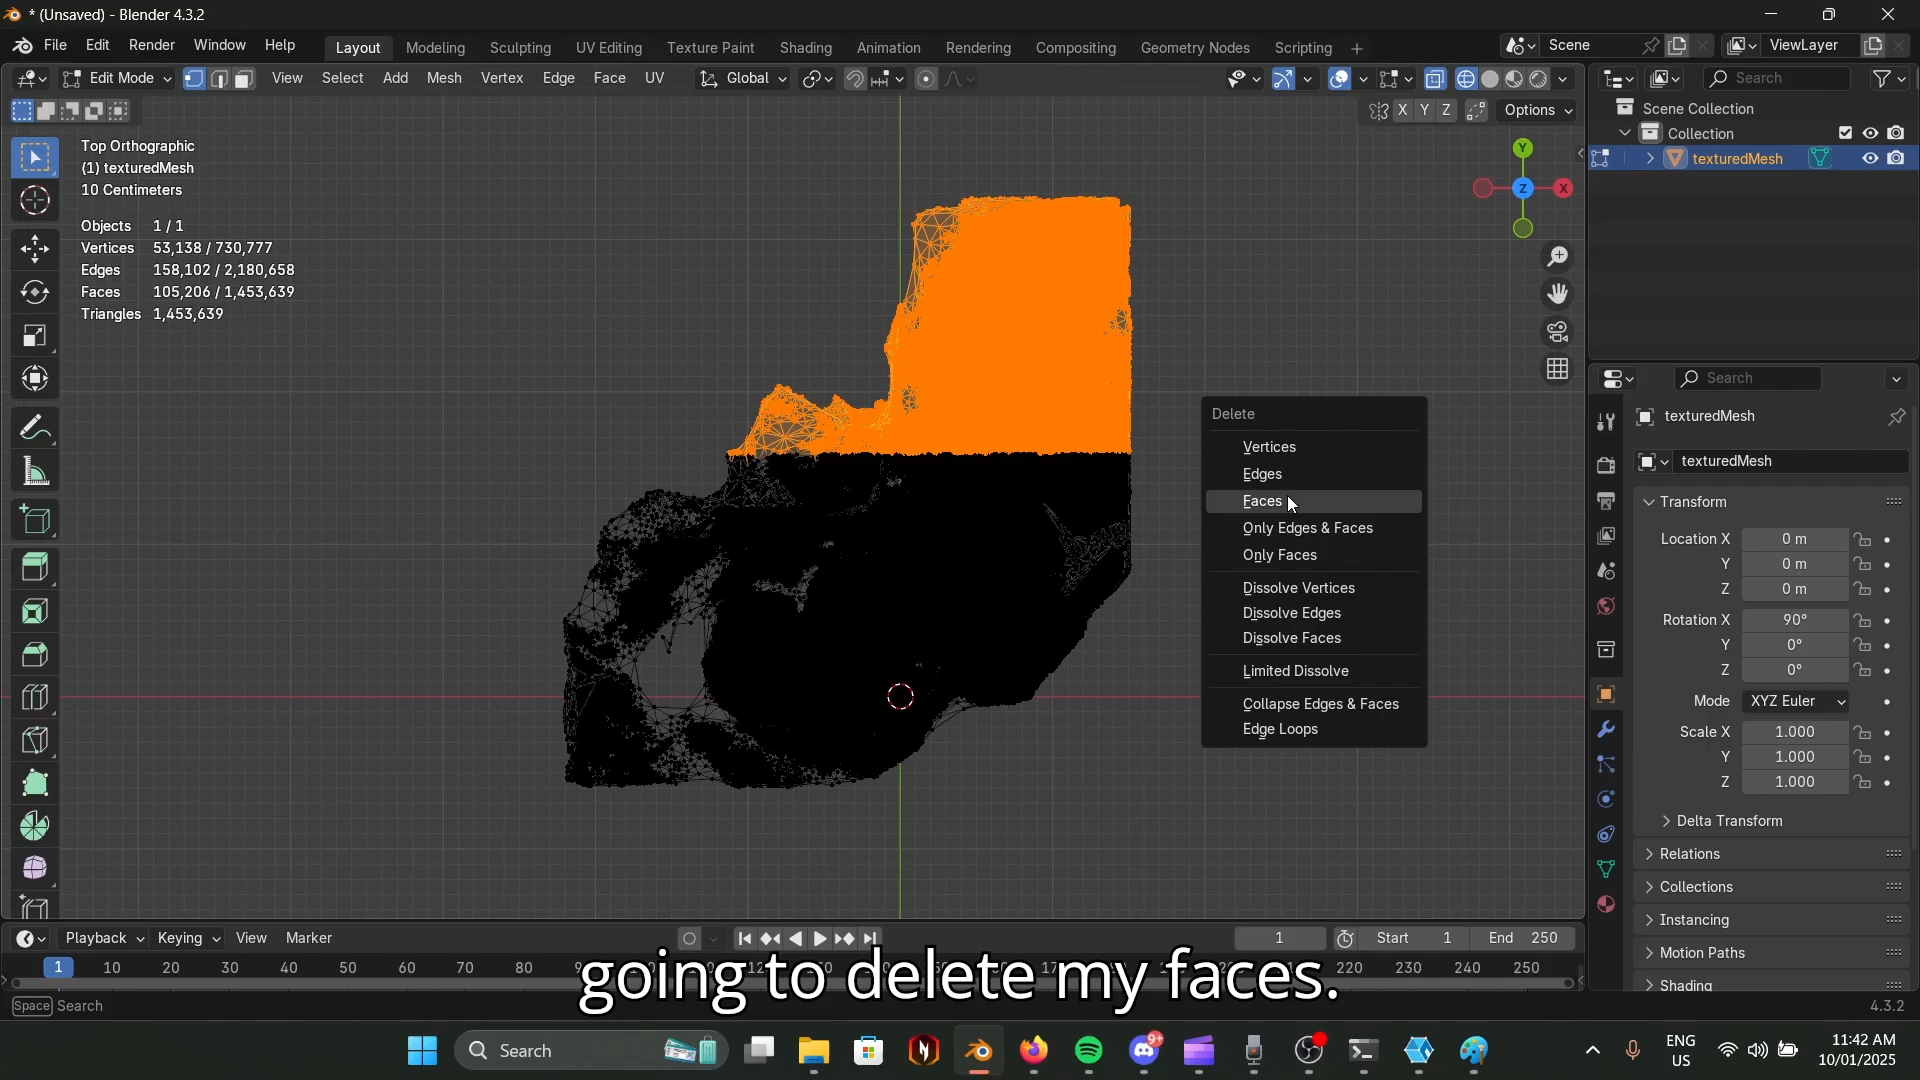 * (Unsaved) - Blender 4.3.2
File Edit Render Window Help Layout Modeling Sculpting UV Editing Texture Paint Shading Animation Rendering Compositing Geometry Nodes Scripting + Scene ViewLayer
Edit Mode View Select Add Mesh Vertex Edge Face UV Global Search
X Y Z Options
Scene Collection
Collection
texturedMesh
Top Orthographic
(1) texturedMesh
10 Centimeters
Objects 1 / 1
Vertices 53,138 / 730,777
Edges 158,102 / 2,180,658
Faces 105,206 / 1,453,639
Triangles 1,453,639
Y
Z X
Delete
Vertices
Edges
Faces
Only Edges & Faces
Only Faces
Dissolve Vertices
Dissolve Edges
Dissolve Faces
Limited Dissolve
Collapse Edges & Faces
Edge Loops
Search
texturedMesh
texturedMesh
Transform
Location X 0 m
Y 0 m
Z 0 m
Rotation X 90°
Y 0°
Z 0°
Mode XYZ Euler
Scale X 1.000
Y 1.000
Z 1.000
Delta Transform
Relations
Collections
Instancing
Motion Paths
Shading
Playback Keying View Marker 1 Start 1 End 250
1 10 20 30 40 50 60 70 80 220 230 240 250
going to delete my faces.
Space Search 4.3.2
Search 9+ ENG US 11:42 AM 10/01/2025